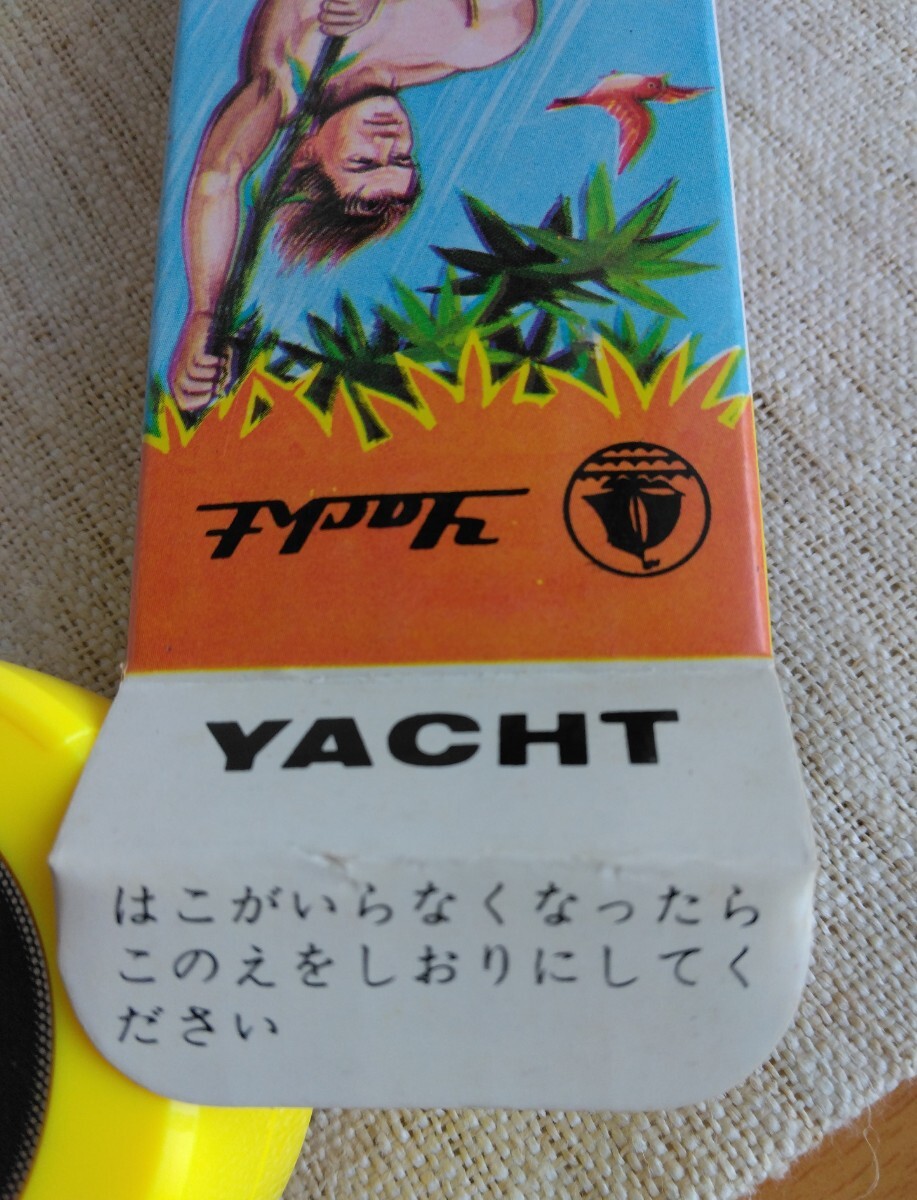 Yacht
YACHT
はこがいらなくなったら
このえをしおりにしてく
ださい